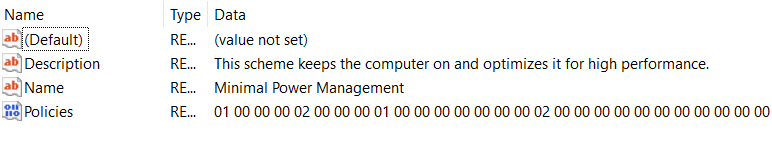 Name Type Data
(Default) RE... (value not set)
Description RE... This scheme keeps the computer on and optimizes it for high performance.
Name RE... Minimal Power Management
Policies RE... 01 00 00 00 02 00 00 00 01 00 00 00 00 00 00 00 02 00 00 00 00 00 00 00 00 00 00 00